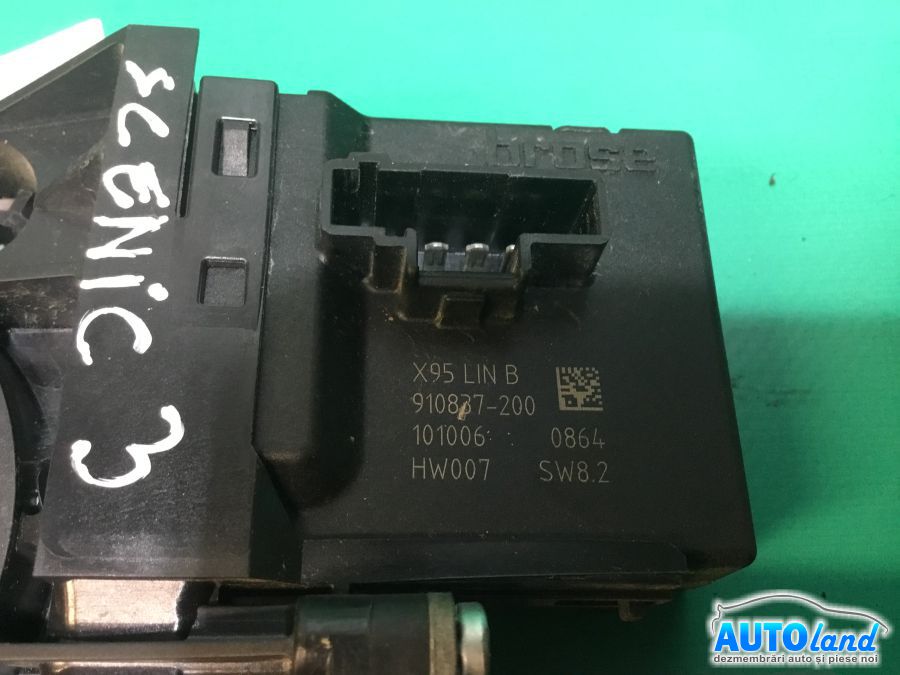 SCENIC 3
brose
X95 LIN B
910837-200
101006 0864
HW007 SW8.2
AUTOland
dezmembrări auto și piese noi